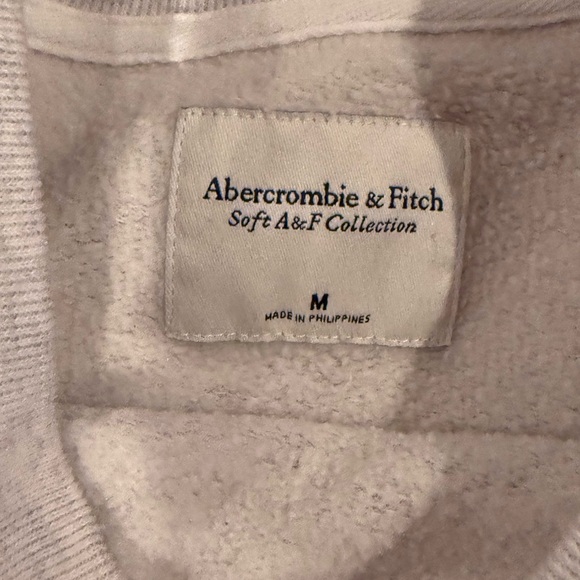 Abercrombie & Fitch
Soft A&F Collection
M
MADE IN PHILIPPINES